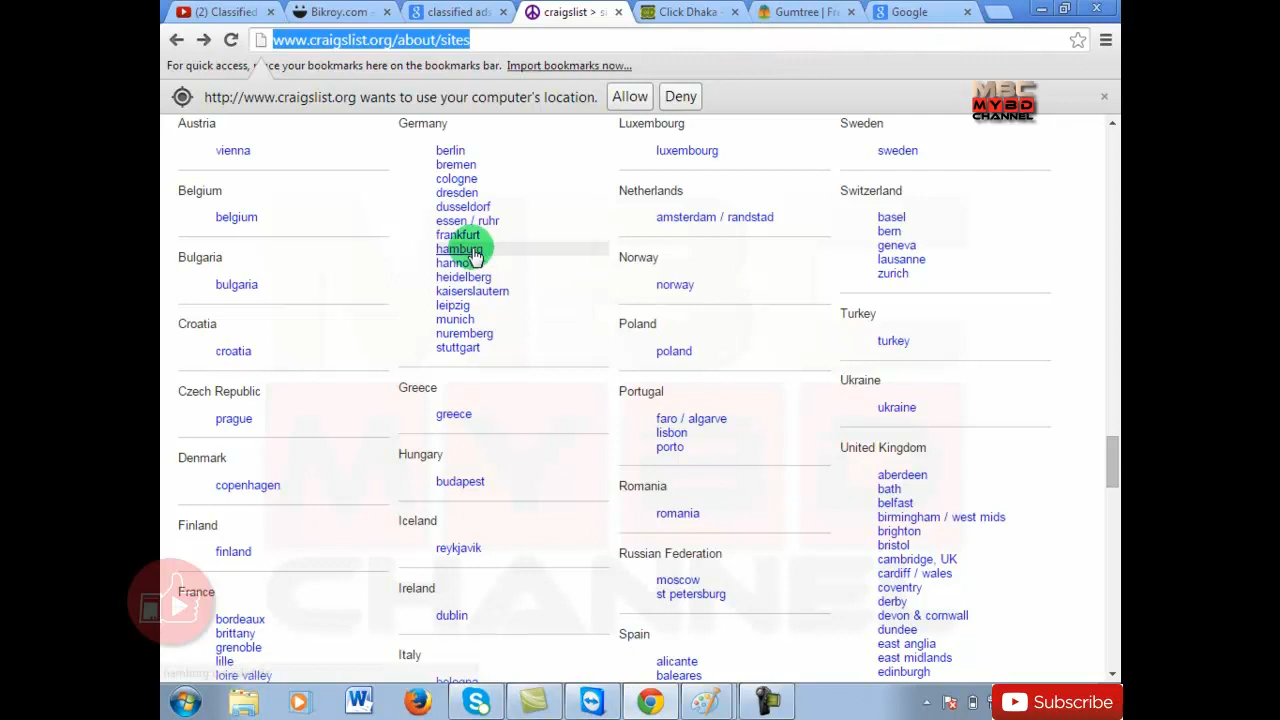 (2) Classified
Bikroy.com -
classified ads
craigslist > s
Click Dhaka -
Gumtree | Fre
Google
www.craigslist.org/about/sites
For quick access, place your bookmarks here on the bookmarks bar. Import bookmarks now...
http://www.craigslist.org wants to use your computer's location. Allow Deny
MBC
MYBD
CHANNEL
Austria
vienna
Belgium
belgium
Bulgaria
bulgaria
Croatia
croatia
Czech Republic
prague
Denmark
copenhagen
Finland
finland
France
bordeaux
brittany
grenoble
lille
loire valley
Germany
berlin
bremen
cologne
dresden
dusseldorf
essen / ruhr
frankfurt
hamburg
hannov
heidelberg
kaiserslautern
leipzig
munich
nuremberg
stuttgart
Greece
greece
Hungary
budapest
Iceland
reykjavik
Ireland
dublin
Italy
bologna
Luxembourg
luxembourg
Netherlands
amsterdam / randstad
Norway
norway
Poland
poland
Portugal
faro / algarve
lisbon
porto
Romania
romania
Russian Federation
moscow
st petersburg
Spain
alicante
baleares
Sweden
sweden
Switzerland
basel
bern
geneva
lausanne
zurich
Turkey
turkey
Ukraine
ukraine
United Kingdom
aberdeen
bath
belfast
birmingham / west mids
brighton
bristol
cambridge, UK
cardiff / wales
coventry
derby
devon & cornwall
dundee
east anglia
east midlands
edinburgh
MYBD
CHANNEL
Subscribe